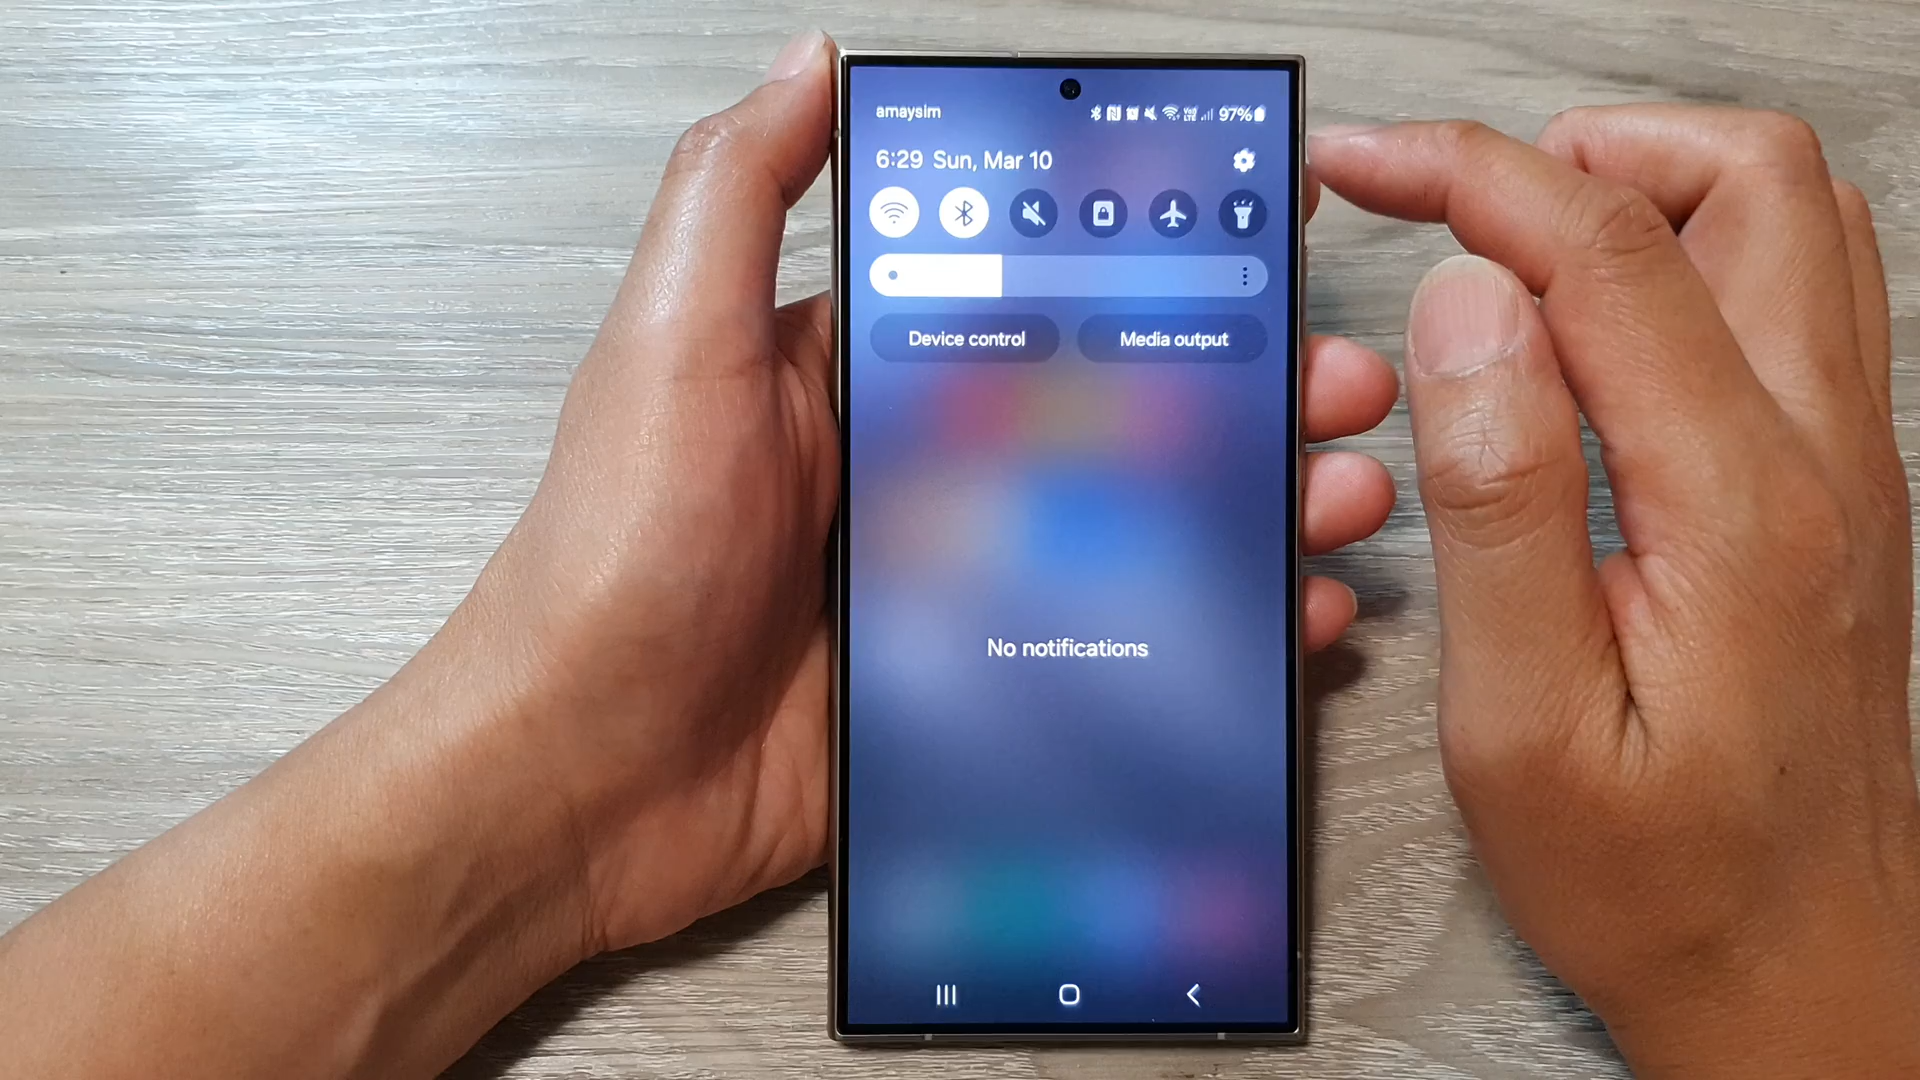 amaysim
97%
6:29 Sun, Mar 10
Device control
Media output
No notifications